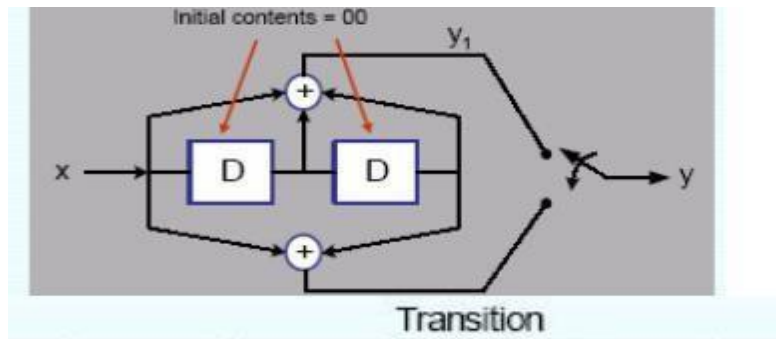 Initial contents = 00
y₁
+
x D D y
+
Transition